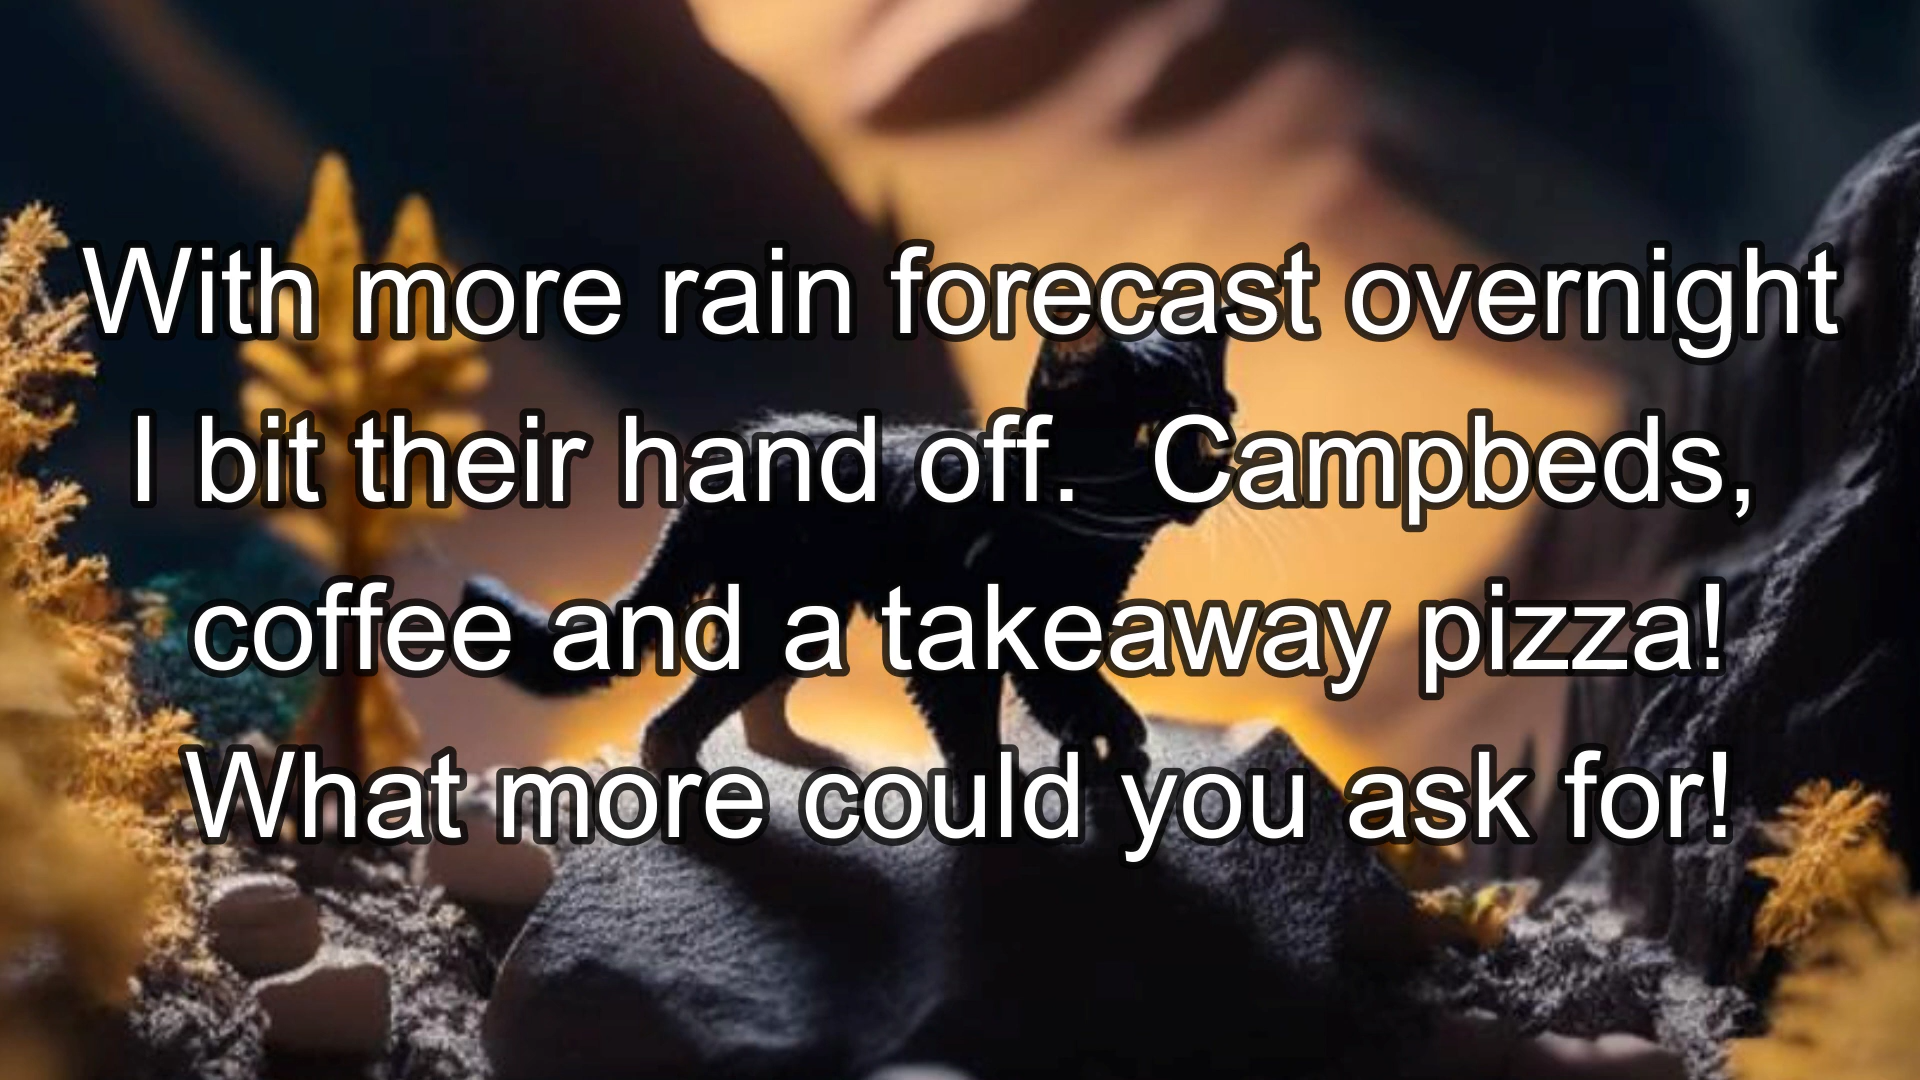 With more rain forecast overnight
I bit their hand off.  Campbeds,
coffee and a takeaway pizza!
What more could you ask for!